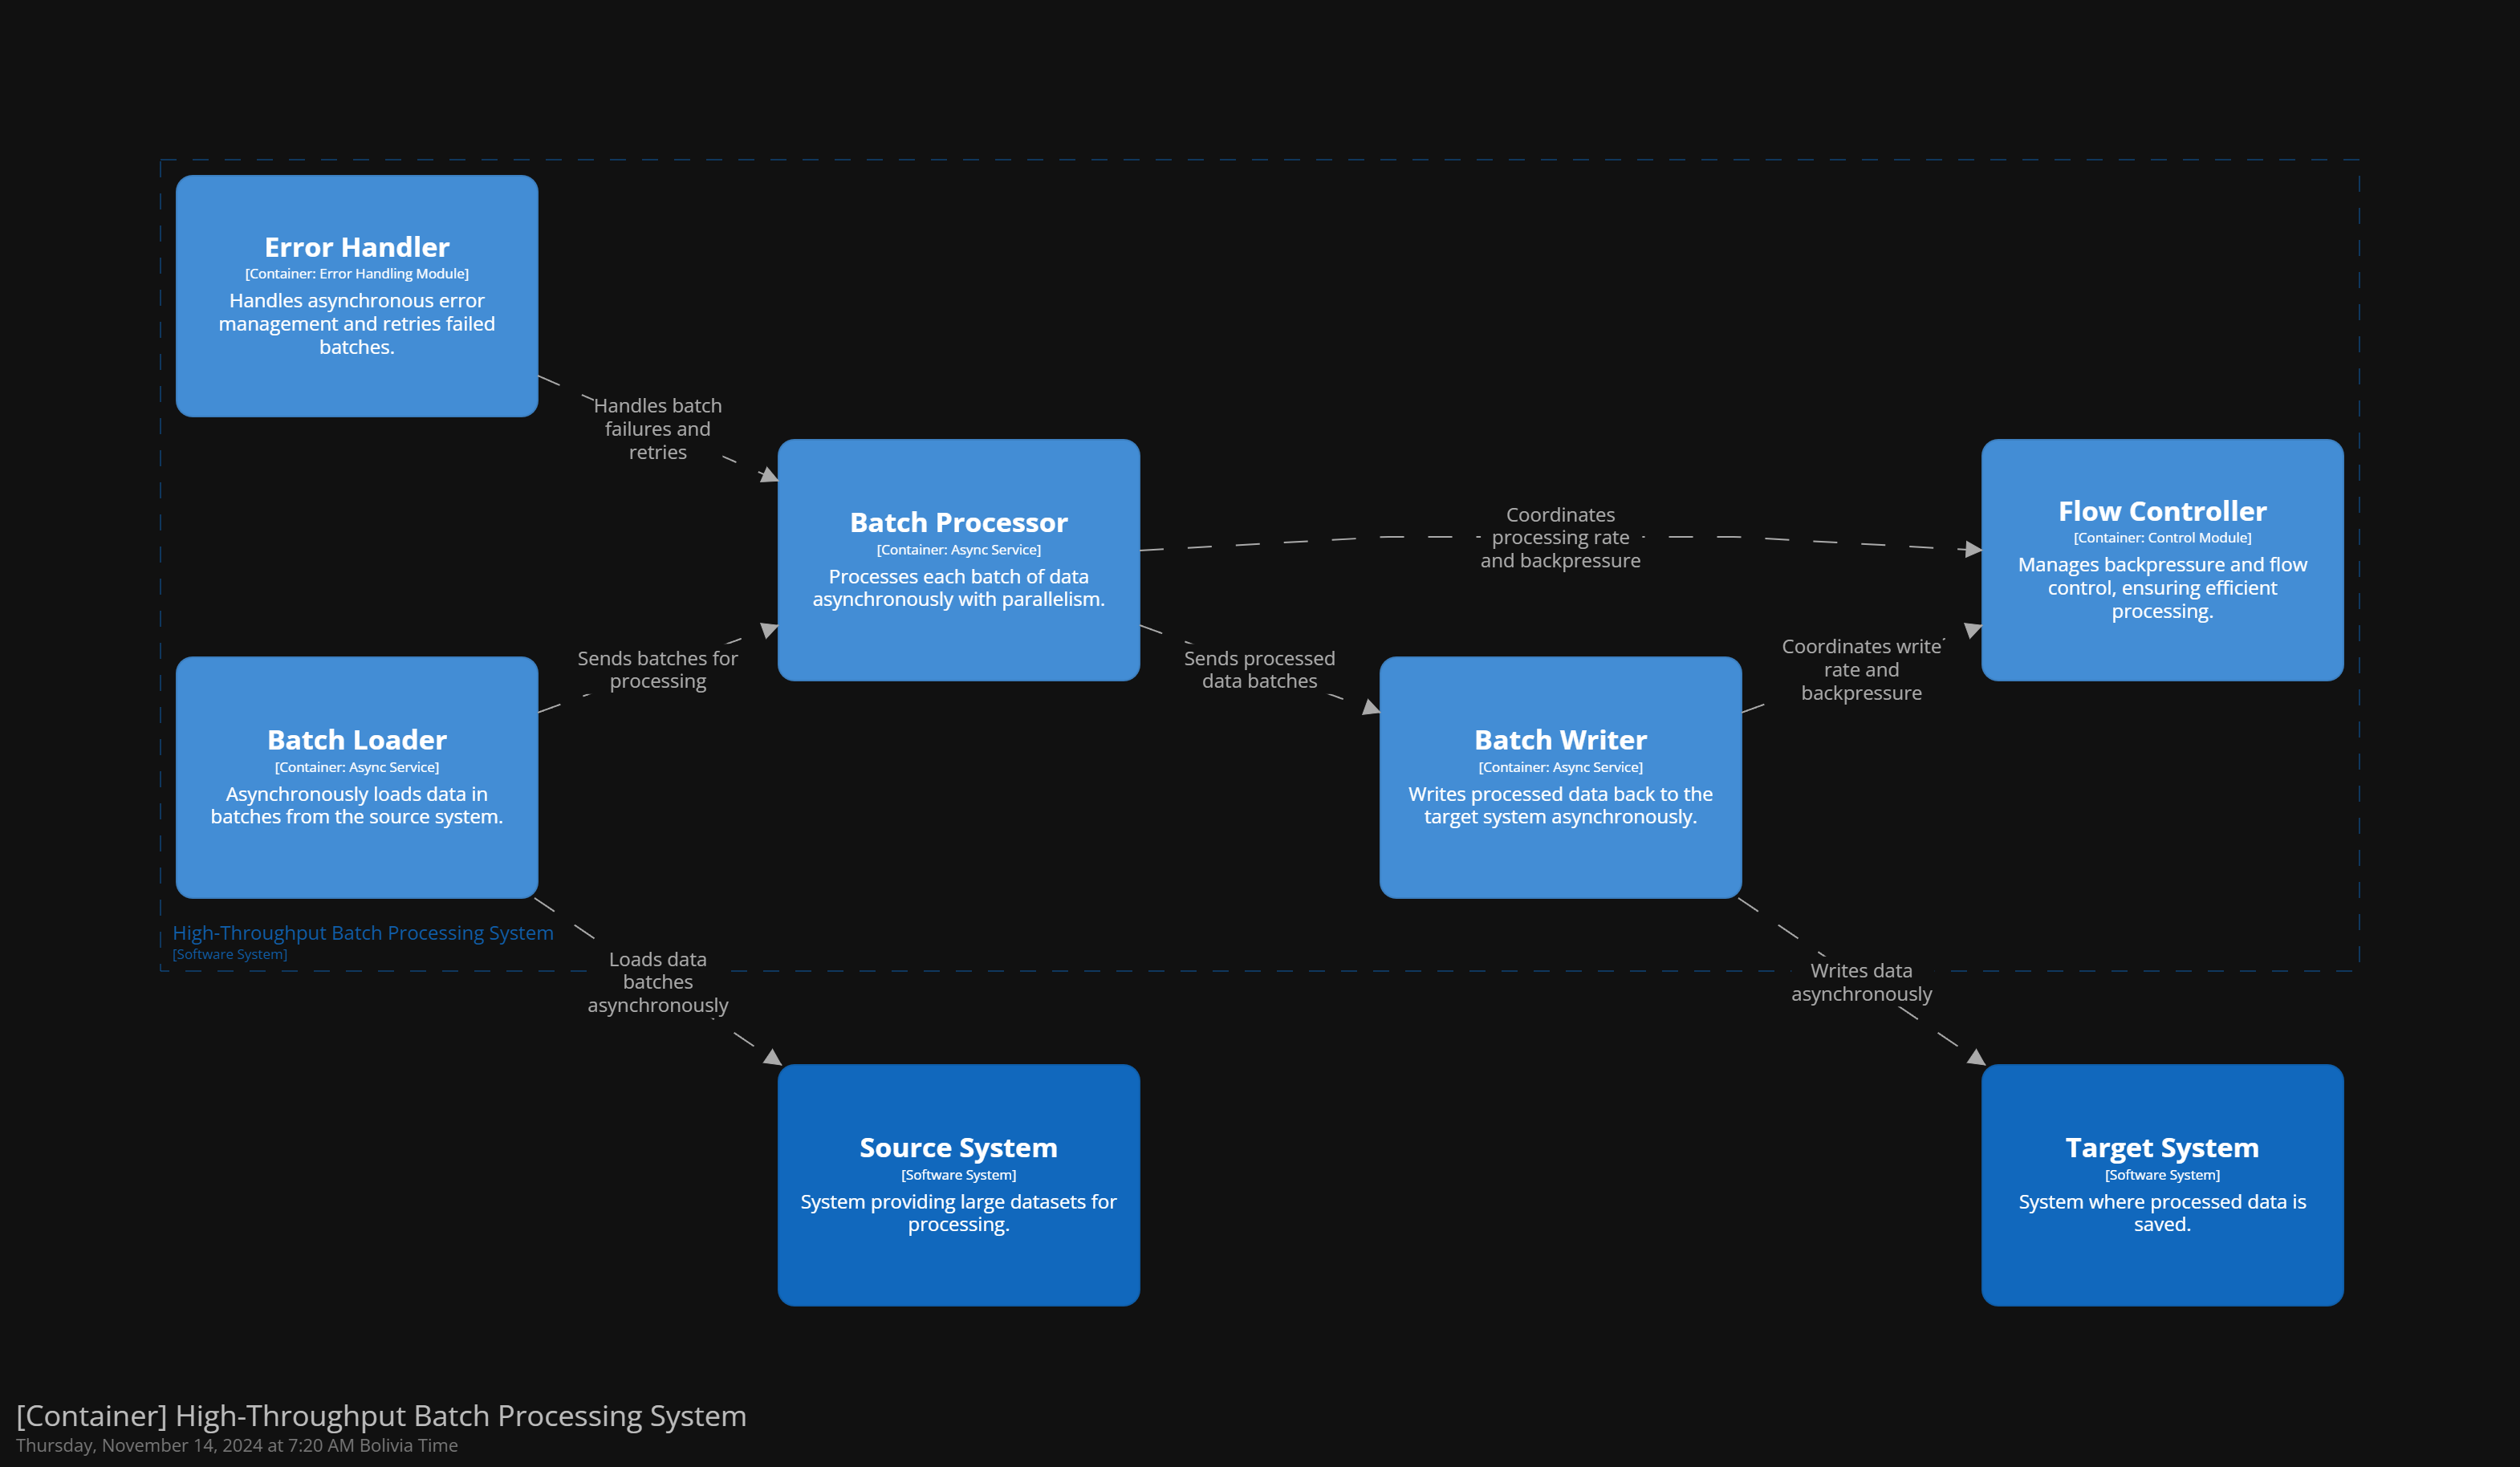 Error Handler
[Container: Error Handling Module]
Handles asynchronous error
management and retries failed
batches.
Handles batch
failures and
retries
Batch Processor
[Container: Async Service]
Processes each batch of data
asynchronously with parallelism.
Coordinates
processing rate
and backpressure
Flow Controller
[Container: Control Module]
Manages backpressure and flow
control, ensuring efficient
processing.
Sends batches for
processing
Sends processed
data batches
Coordinates write
rate and
backpressure
Batch Loader
[Container: Async Service]
Asynchronously loads data in
batches from the source system.
Batch Writer
[Container: Async Service]
Writes processed data back to the
target system asynchronously.
High-Throughput Batch Processing System
[Software System]
Loads data
batches
asynchronously
Writes data
asynchronously
Source System
[Software System]
System providing large datasets for
processing.
Target System
[Software System]
System where processed data is
saved.
[Container] High-Throughput Batch Processing System
Thursday, November 14, 2024 at 7:20 AM Bolivia Time